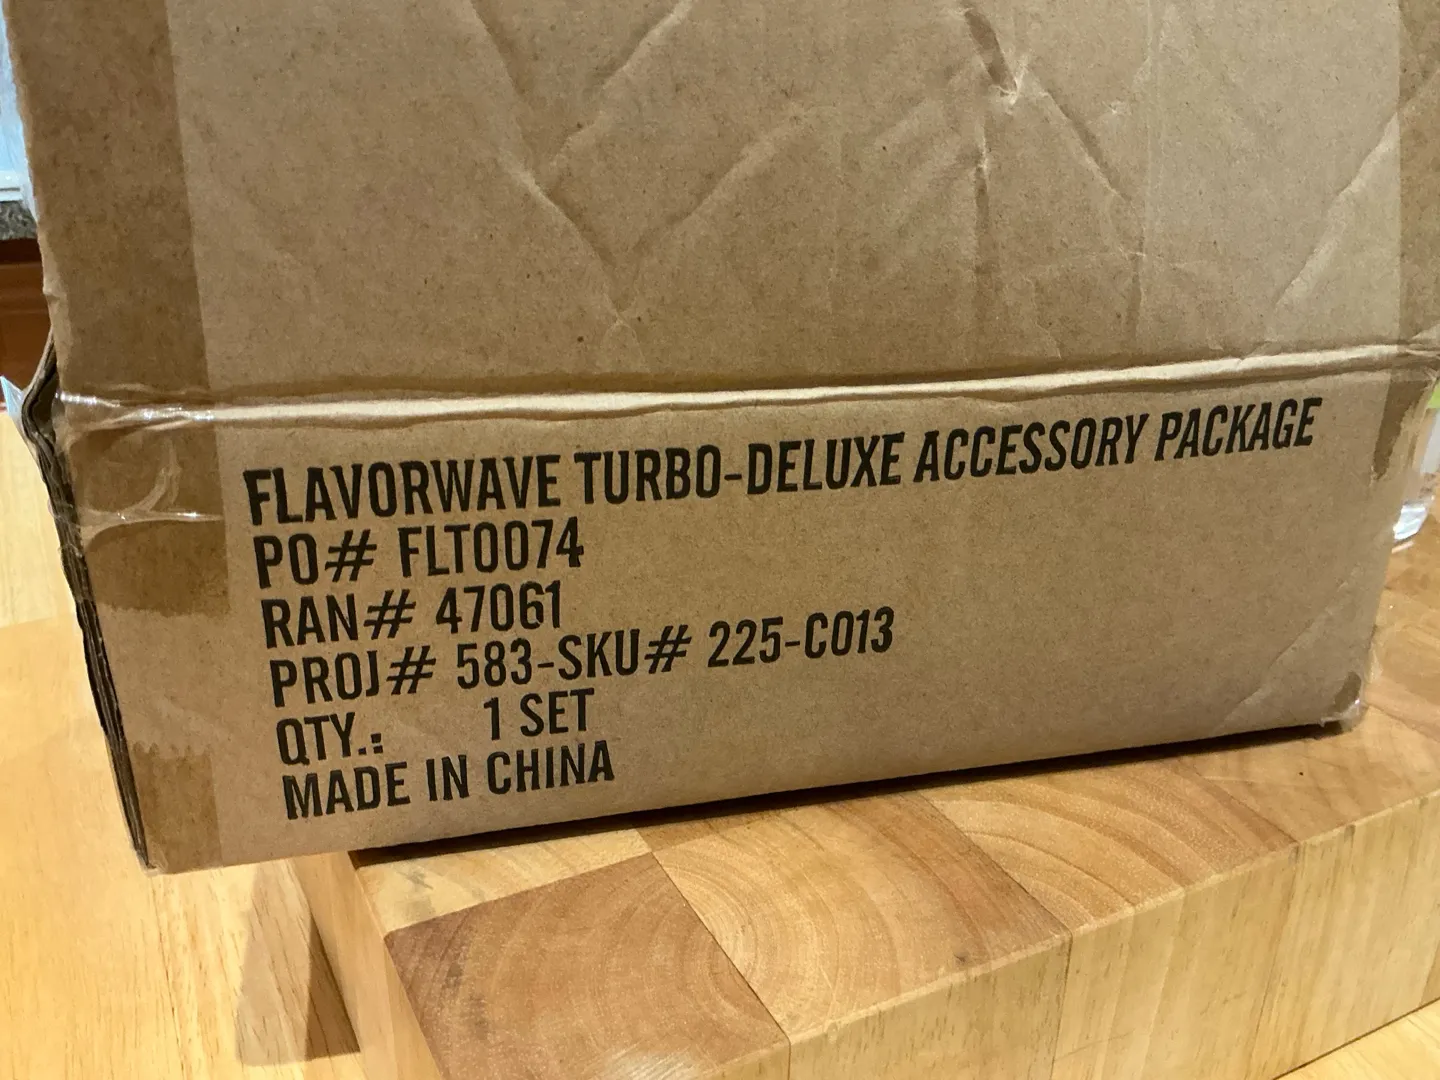 FLAVORWAVE TURBO-DELUXE ACCESSORY PACKAGE
PO# FLT0074
RAN# 47061
PROJ# 583-SKU# 225-C013
QTY.: 1 SET
MADE IN CHINA